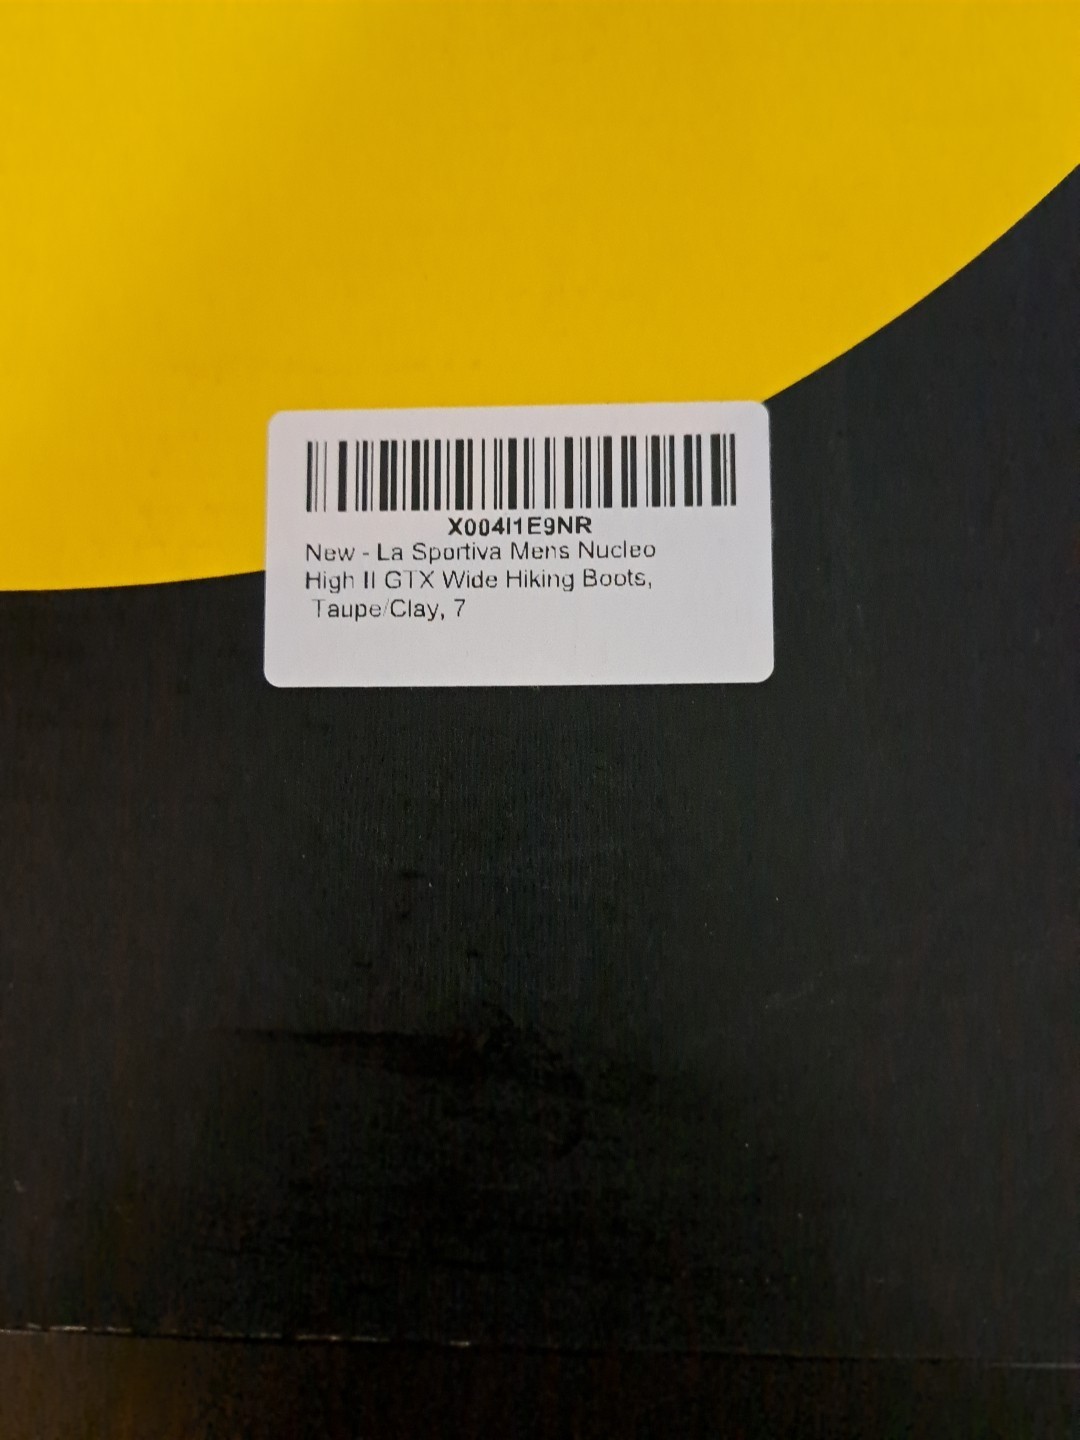 X004I1E9NR
New - La Sportiva Mens Nucleo
High II GTX Wide Hiking Boots,
Taupe/Clay, 7